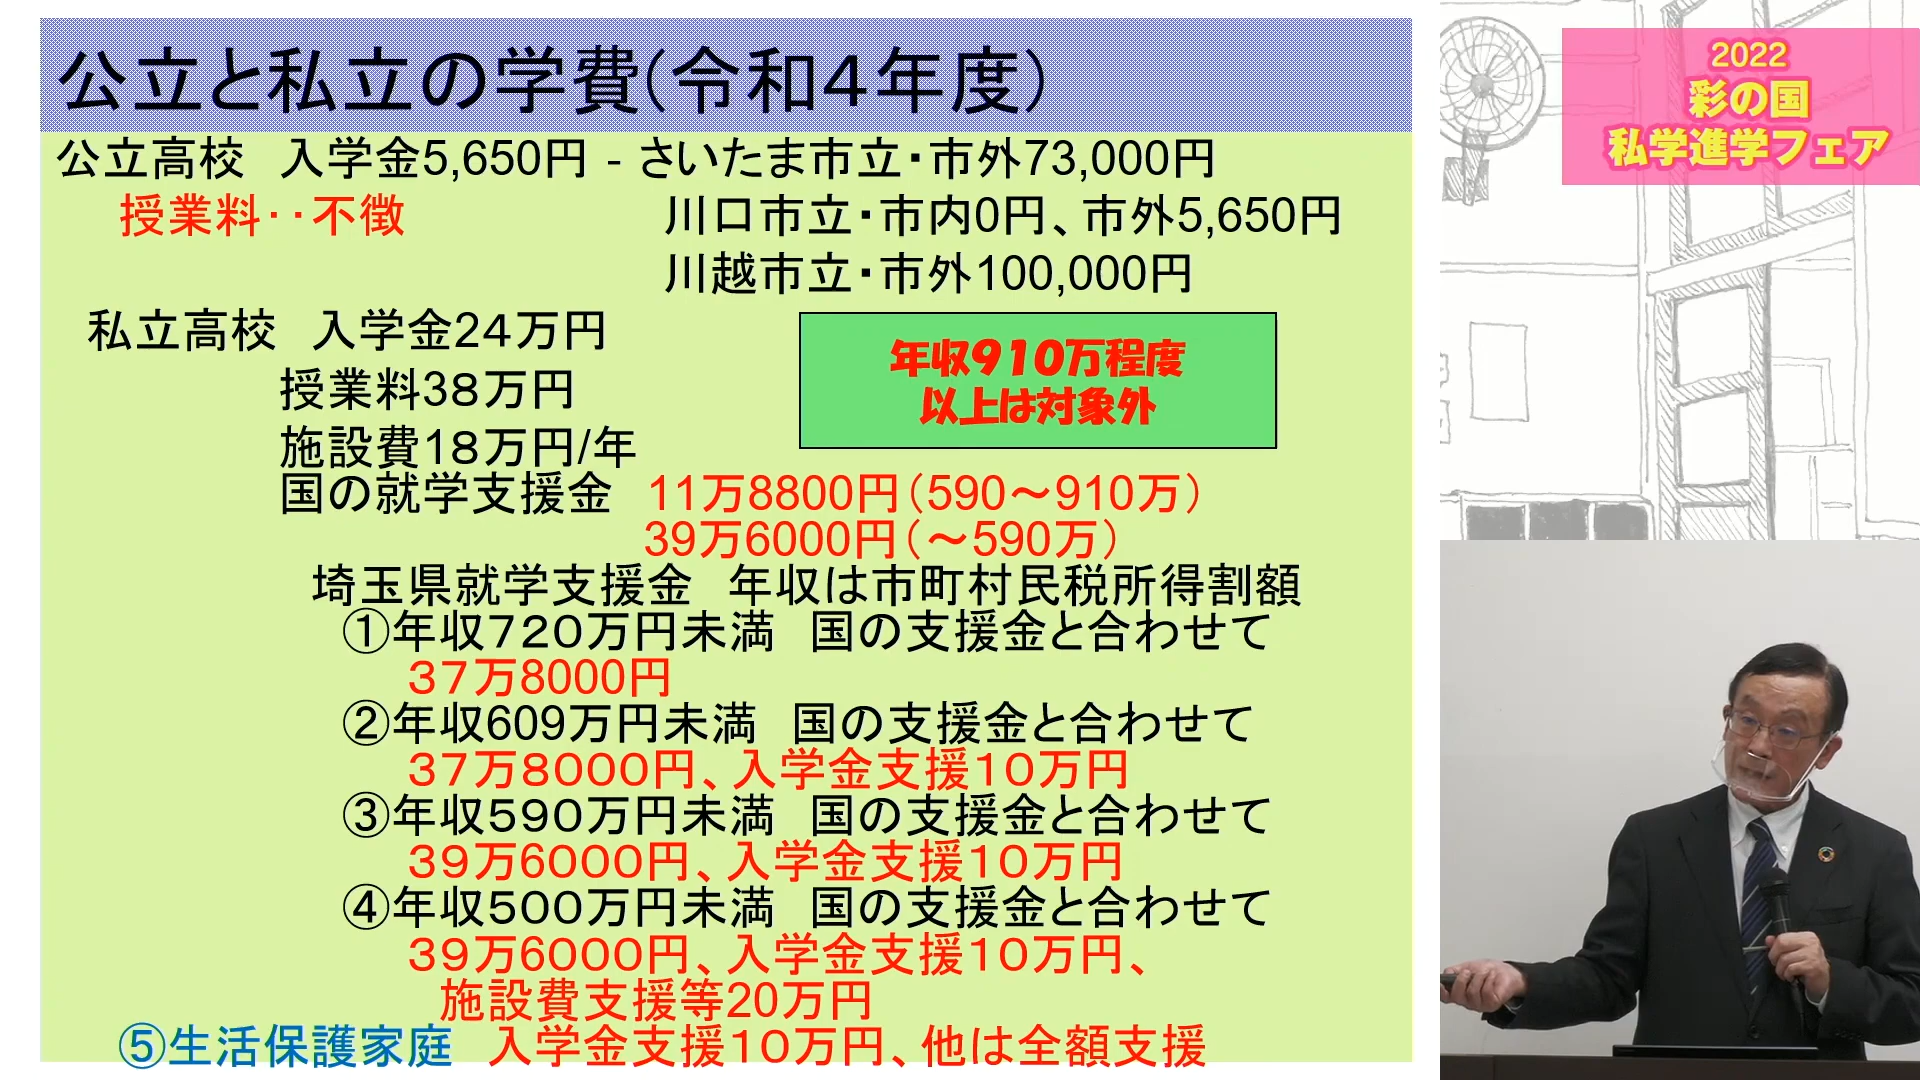 公立と私立の学費(令和４年度)
公立高校　入学金5,650円 - さいたま市立・市外73,000円
授業料‥不徴　川口市立・市内0円、市外5,650円
川越市立・市外100,000円
私立高校　入学金24万円
授業料38万円
施設費18万円/年
年収910万程度
以上は対象外
国の就学支援金　11万8800円（590～910万）
39万6000円（～590万）
埼玉県就学支援金　年収は市町村民税所得割額
①年収７２０万円未満　国の支援金と合わせて
３７万8000円
②年収609万円未満　国の支援金と合わせて
３７万８０００円、入学金支援１０万円
③年収５９０万円未満　国の支援金と合わせて
３９万６０００円、入学金支援１０万円
④年収５００万円未満　国の支援金と合わせて
３９万６０００円、入学金支援１０万円、
施設費支援等20万円
⑤生活保護家庭　入学金支援１０万円、他は全額支援
2022
彩の国
私学進学フェア